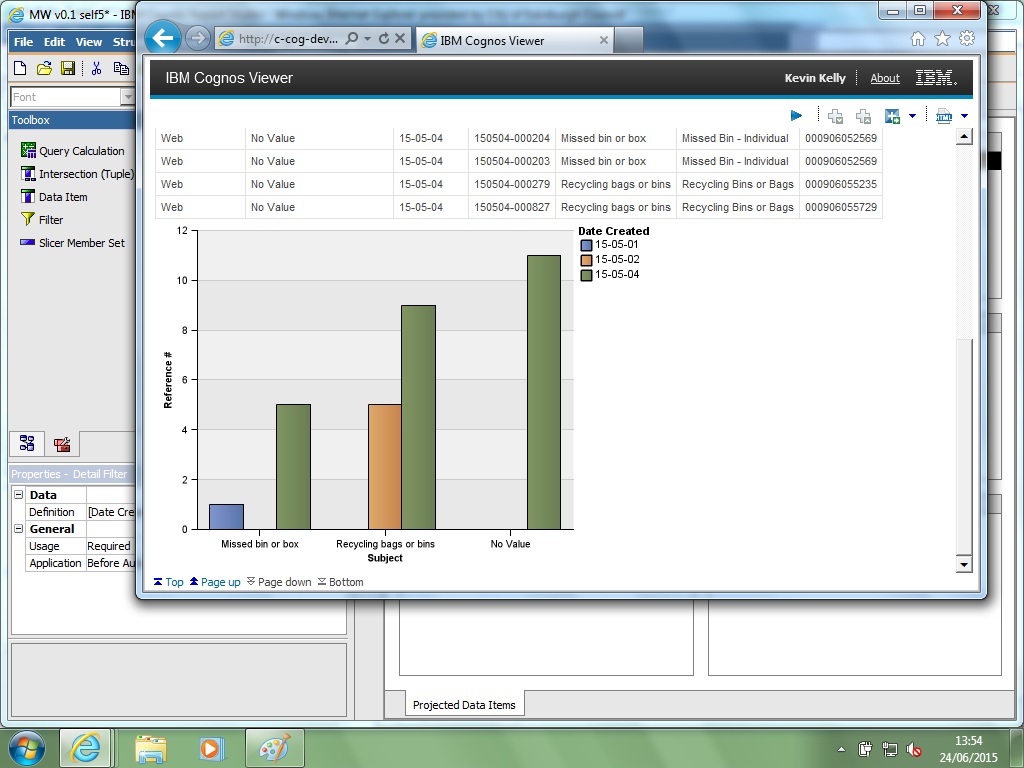 MW v0.1 self5* - IBM
http://c-cog-dev...
IBM Cognos Viewer
File Edit View Stru
IBM Cognos Viewer
Kevin Kelly
About
IBM.
Font
Toolbox
Query Calculation
Intersection (Tuple)
Data Item
Filter
Slicer Member Set
HTML
Web No Value 15-05-04 150504-000204 Missed bin or box Missed Bin - Individual 000906052569
Web No Value 15-05-04 150504-000203 Missed bin or box Missed Bin - Individual 000906052569
Web No Value 15-05-04 150504-000279 Recycling bags or bins Recycling Bins or Bags 000906055235
Web No Value 15-05-04 150504-000827 Recycling bags or bins Recycling Bins or Bags 000906055729
Date Created
15-05-01
15-05-02
15-05-04
12
10
8
6
4
2
0
Reference #
Missed bin or box Recycling bags or bins No Value
Subject
Top Page up Page down Bottom
Properties - Detail Filter
Data
Definition [Date Cre
General
Usage Required
Application Before Au
Projected Data Items
13:54
24/06/2015